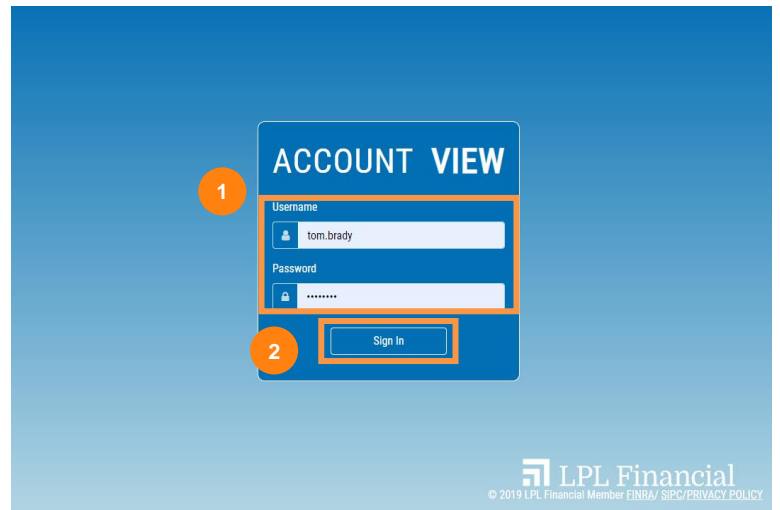 ACCOUNT VIEW
1
Username
tom.brady
Password
••••••••
2
Sign In
LPL Financial
© 2019 LPL Financial Member FINRA/ SIPC/PRIVACY POLICY